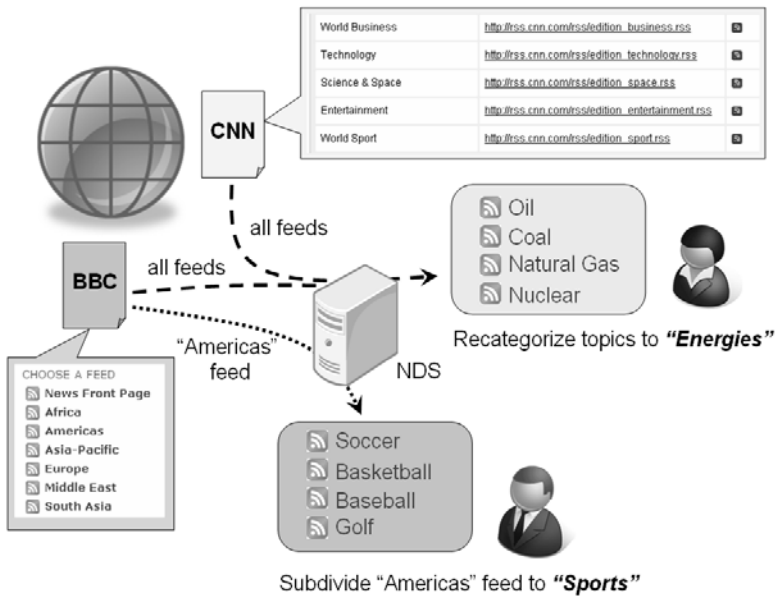 World Business http://rss.cnn.com/rss/edition_business.rss
Technology http://rss.cnn.com/rss/edition_technology.rss
Science & Space http://rss.cnn.com/rss/edition_space.rss
Entertainment http://rss.cnn.com/rss/edition_entertainment.rss
World Sport http://rss.cnn.com/rss/edition_sport.rss
CNN
all feeds
BBC
all feeds
"Americas"
feed
NDS
Oil
Coal
Natural Gas
Nuclear
Recategorize topics to "Energies"
CHOOSE A FEED
News Front Page
Africa
Americas
Asia-Pacific
Europe
Middle East
South Asia
Soccer
Basketball
Baseball
Golf
Subdivide "Americas" feed to "Sports"